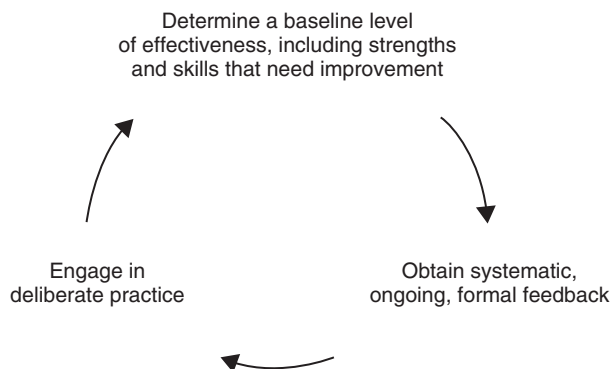 Determine a baseline level
of effectiveness, including strengths
and skills that need improvement
Obtain systematic,
ongoing, formal feedback
Engage in
deliberate practice